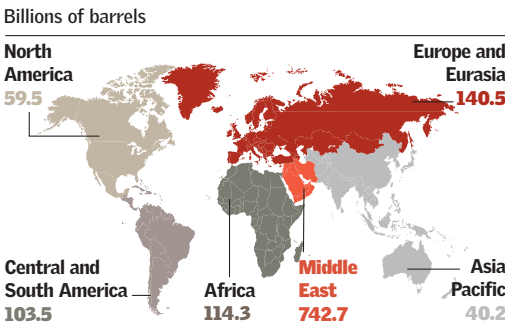 Billions of barrels
North
America
59.5
Europe and
Eurasia
140.5
Central and
South America
103.5
Africa
114.3
Middle
East
742.7
Asia
Pacific
40.2